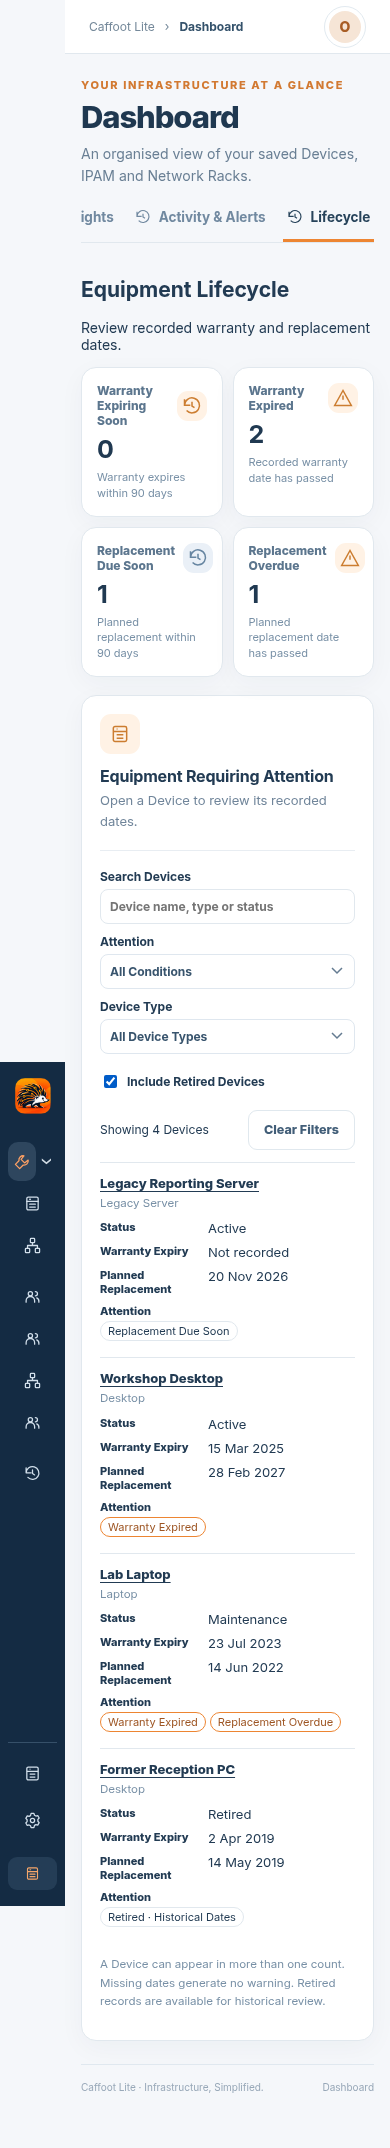 Caffoot Lite › Dashboard
O
YOUR INFRASTRUCTURE AT A GLANCE
Dashboard
An organised view of your saved Devices,
IPAM and Network Racks.
ights Activity & Alerts Lifecycle
Equipment Lifecycle
Review recorded warranty and replacement
dates.
Warranty
Expiring
Soon
0
Warranty expires
within 90 days
Warranty
Expired
2
Recorded warranty
date has passed
Replacement
Due Soon
1
Planned
replacement within
90 days
Replacement
Overdue
1
Planned
replacement date
has passed
Equipment Requiring Attention
Open a Device to review its recorded
dates.
Search Devices
Device name, type or status
Attention
All Conditions
Device Type
All Device Types
Include Retired Devices
Showing 4 Devices Clear Filters
Legacy Reporting Server
Legacy Server
Status Active
Warranty Expiry Not recorded
Planned
Replacement 20 Nov 2026
Attention
Replacement Due Soon
Workshop Desktop
Desktop
Status Active
Warranty Expiry 15 Mar 2025
Planned
Replacement 28 Feb 2027
Attention
Warranty Expired
Lab Laptop
Laptop
Status Maintenance
Warranty Expiry 23 Jul 2023
Planned
Replacement 14 Jun 2022
Attention
Warranty Expired Replacement Overdue
Former Reception PC
Desktop
Status Retired
Warranty Expiry 2 Apr 2019
Planned
Replacement 14 May 2019
Attention
Retired · Historical Dates
A Device can appear in more than one count.
Missing dates generate no warning. Retired
records are available for historical review.
Caffoot Lite · Infrastructure, Simplified. Dashboard